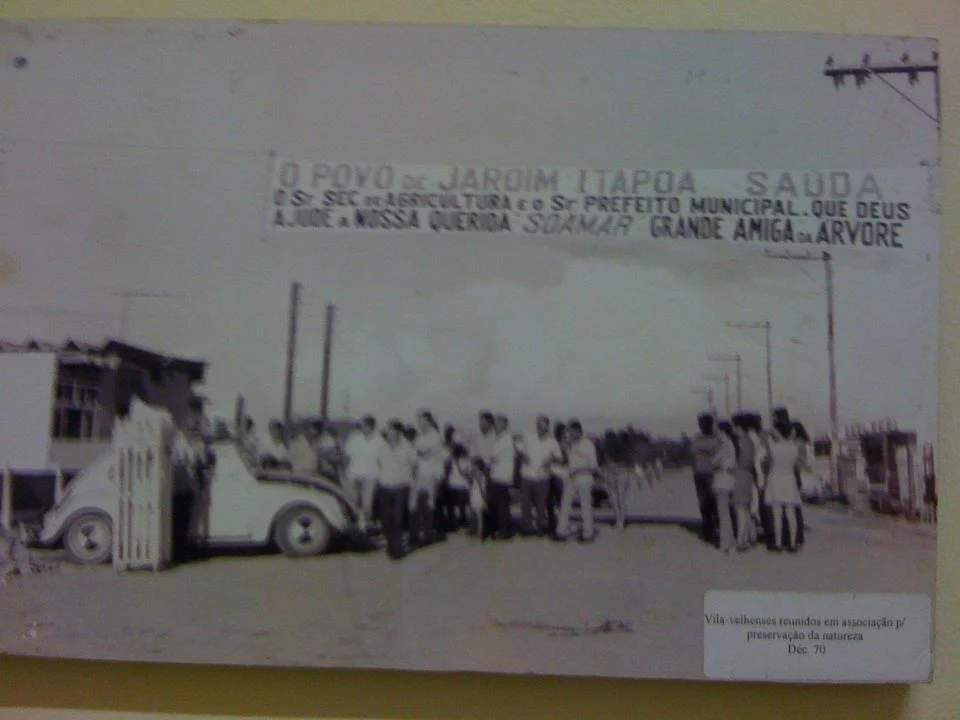 O POVO DE JARDIM ITAPOA SAUDA
O Sr SEC. DE AGRICULTURA E O Sr PREFEITO MUNICIPAL. QUE DEUS
AJUDE A NOSSA QUERIDA "SOAMAR" GRANDE AMIGA DA ARVORE
Vila-velhenses reunidos em associação p/
preservação da natureza
Déc. 70